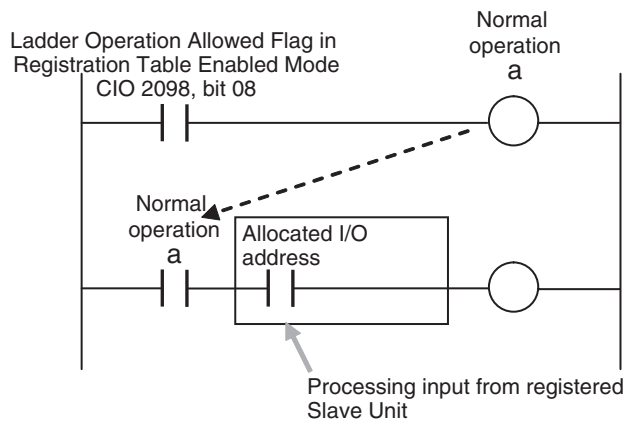 Normal
operation
a
Ladder Operation Allowed Flag in
Registration Table Enabled Mode
CIO 2098, bit 08
Normal
operation
a
Allocated I/O
address
Processing input from registered
Slave Unit